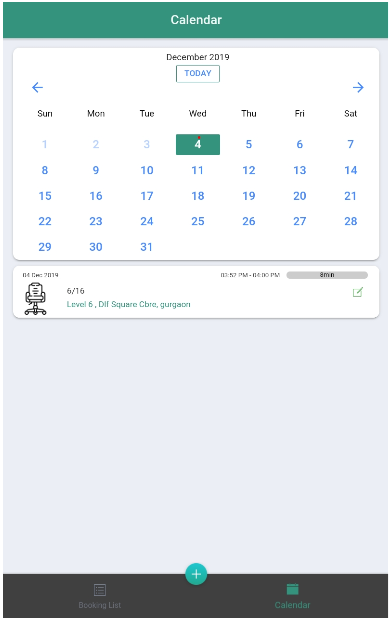 Calendar
December 2019
TODAY
Sun Mon Tue Wed Thu Fri Sat
1 2 3 4 5 6 7
8 9 10 11 12 13 14
15 16 17 18 19 20 21
22 23 24 25 26 27 28
29 30 31
04 Dec 2019 03:52 PM - 04:00 PM 8min
6/16
Level 6 , Dlf Square Cbre, gurgaon
Booking List Calendar